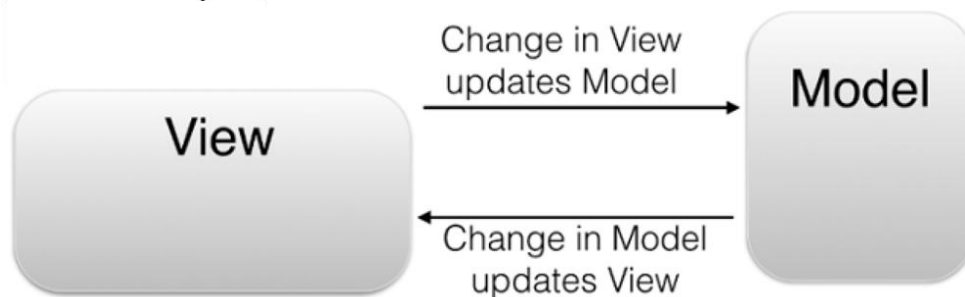 Change in View
updates Model
View
Model
Change in Model
updates View